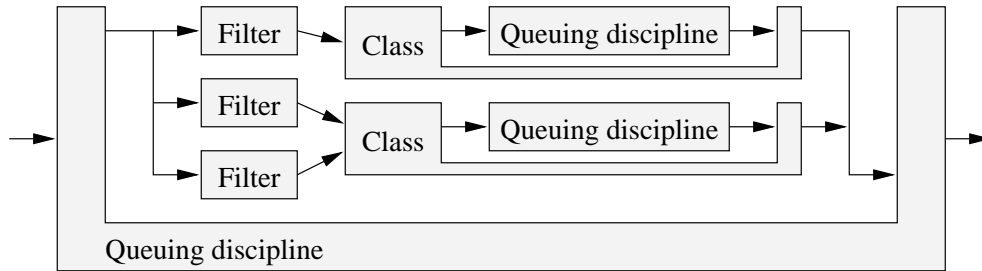 Filter
Class
Queuing discipline
Filter
Class
Queuing discipline
Filter
Queuing discipline